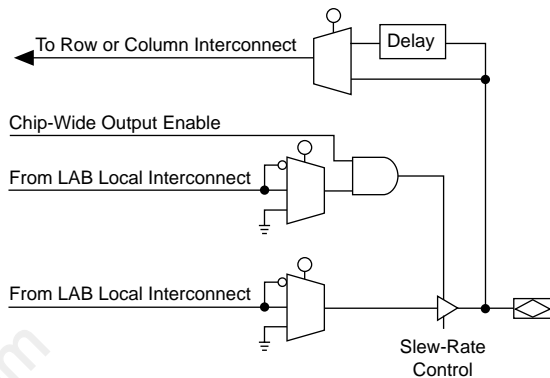 To Row or Column Interconnect
Delay
Chip-Wide Output Enable
From LAB Local Interconnect
From LAB Local Interconnect
Slew-Rate
Control
m